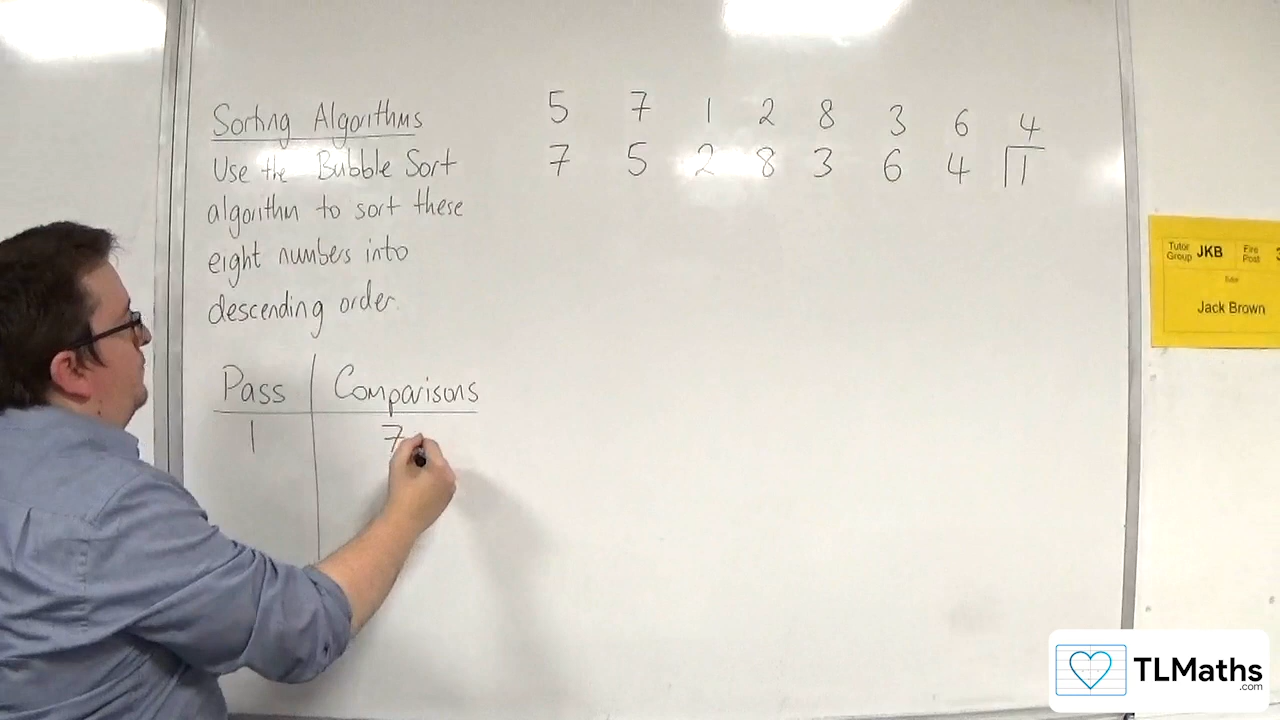 Sorting Algorithms
Use the Bubble Sort
algorithm to sort these
eight numbers into
descending order.
Pass Comparisons
1 7
5 7 1 2 8 3 6 4
7 5 2 8 3 6 4 1
Tutor Group JKB Fire Post 3
Tutor
Jack Brown
TLMaths
.com